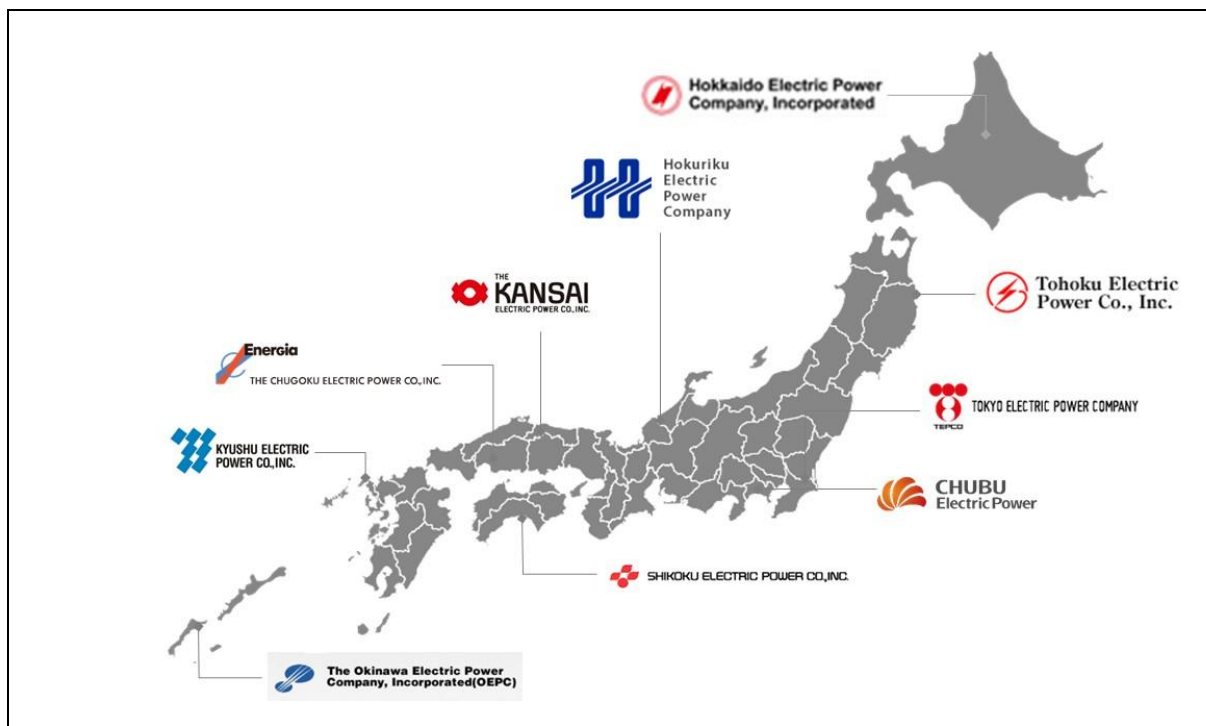 Hokkaido Electric Power
Company, Incorporated
Hokuriku
Electric
Power
Company
THE
KANSAI
ELECTRIC POWER CO.,INC.
Tohoku Electric
Power Co., Inc.
Energia
THE CHUGOKU ELECTRIC POWER CO.,INC.
TEPCO
TOKYO ELECTRIC POWER COMPANY
KYUSHU ELECTRIC
POWER CO.,INC.
CHUBU
Electric Power
SHIKOKU ELECTRIC POWER CO.,INC.
The Okinawa Electric Power
Company, Incorporated(OEPC)